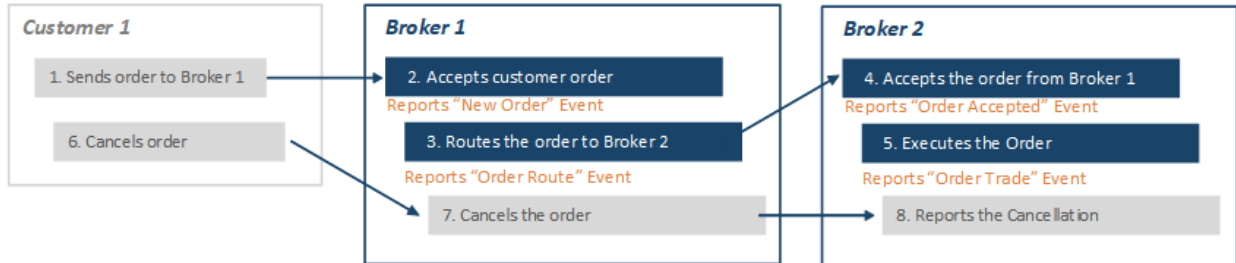 Customer 1
1. Sends order to Broker 1
6. Cancels order
Broker 1
2. Accepts customer order
Reports “New Order” Event
3. Routes the order to Broker 2
Reports “Order Route” Event
7. Cancels the order
Broker 2
4. Accepts the order from Broker 1
Reports “Order Accepted” Event
5. Executes the Order
Reports “Order Trade” Event
8. Reports the Cancellation